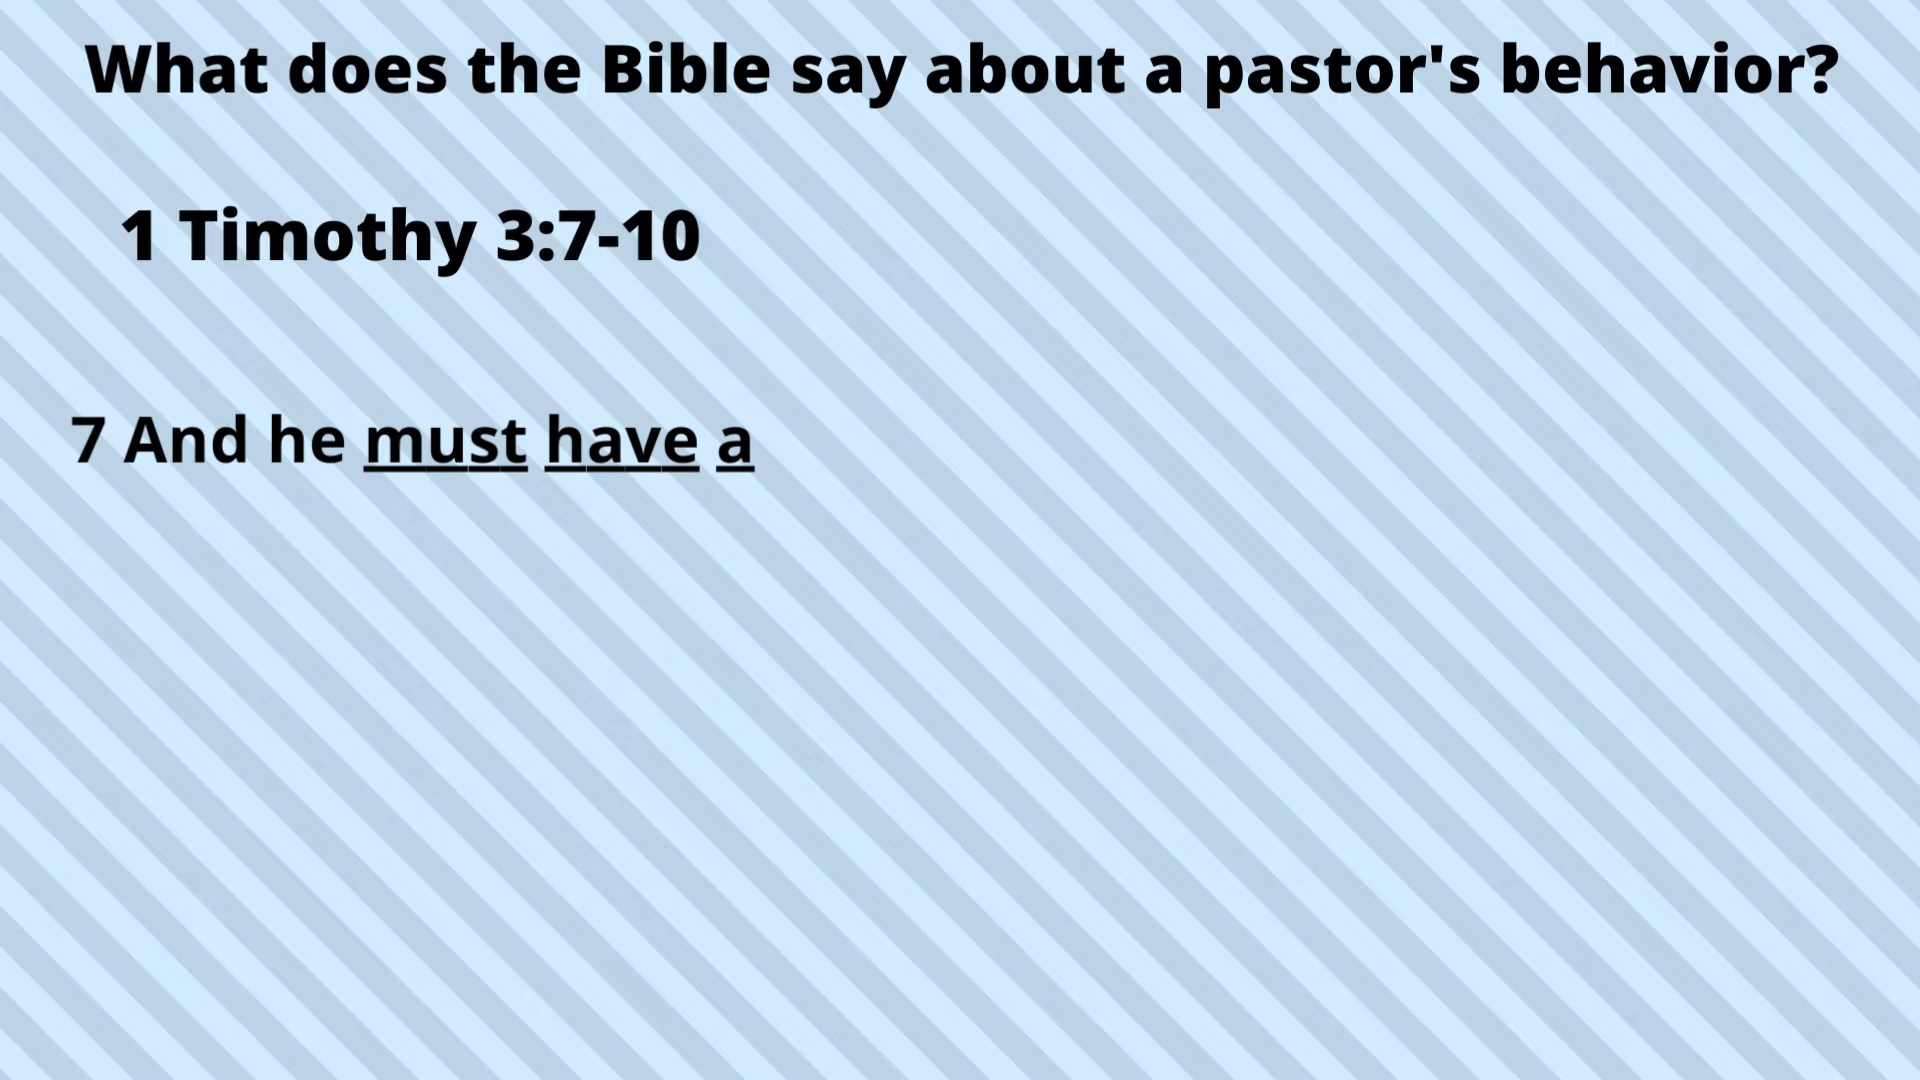 What does the Bible say about a pastor's behavior?
1 Timothy 3:7-10
7 And he must have a